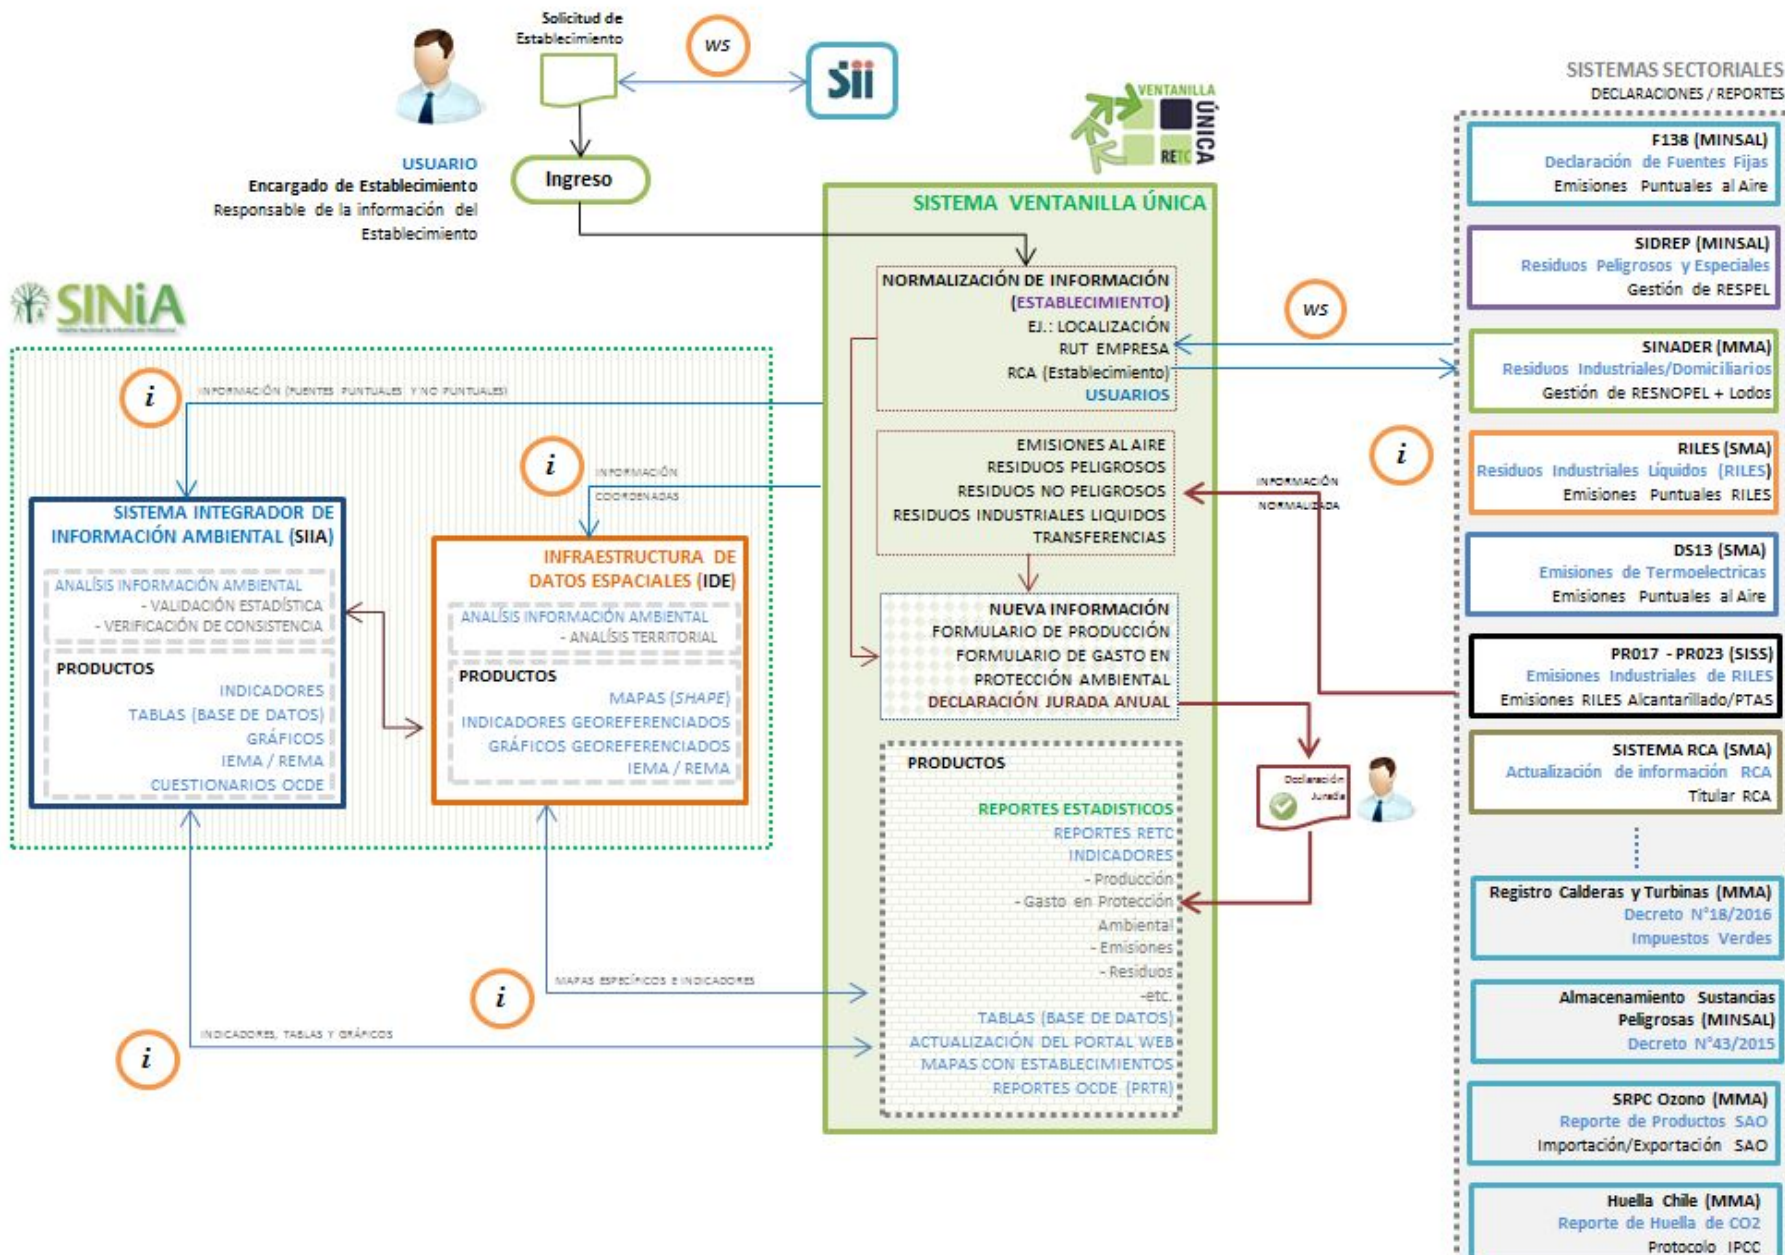 Solicitud de
Establecimiento
ws
Sii
USUARIO
Encargado de Establecimiento
Responsable de la información del
Establecimiento
Ingreso
VENTANILLA
ÚNICA
RETC
SISTEMA VENTANILLA ÚNICA
NORMALIZACIÓN DE INFORMACIÓN
(ESTABLECIMIENTO)
EJ.: LOCALIZACIÓN
RUT EMPRESA
RCA (Establecimiento)
USUARIOS
EMISIONES AL AIRE
RESIDUOS PELIGROSOS
RESIDUOS NO PELIGROSOS
RESIDUOS INDUSTRIALES LIQUIDOS
TRANSFERENCIAS
NUEVA INFORMACIÓN
FORMULARIO DE PRODUCCIÓN
FORMULARIO DE GASTO EN
PROTECCIÓN AMBIENTAL
DECLARACIÓN JURADA ANUAL
PRODUCTOS
REPORTES ESTADISTICOS
REPORTES RETC
INDICADORES
- Producción
- Gasto en Protección
Ambiental
- Emisiones
- Residuos
-etc.
TABLAS (BASE DE DATOS)
ACTUALIZACIÓN DEL PORTAL WEB
MAPAS CON ESTABLECIMIENTOS
REPORTES OCDE (PRTR)
Declaración
Jurada
ws
i
INFORMACIÓN
NORMALIZADA
SINiA
i
INFORMACIÓN (FUENTES PUNTUALES Y NO PUNTUALES)
i
INFORMACIÓN
COORDENADAS
SISTEMA INTEGRADOR DE
INFORMACIÓN AMBIENTAL (SIIA)
ANALÍSIS INFORMACIÓN AMBIENTAL
- VALIDACIÓN ESTADÍSTICA
- VERIFICACIÓN DE CONSISTENCIA
PRODUCTOS
INDICADORES
TABLAS (BASE DE DATOS)
GRÁFICOS
IEMA / REMA
CUESTIONARIOS OCDE
INFRAESTRUCTURA DE
DATOS ESPACIALES (IDE)
ANALÍSIS INFORMACIÓN AMBIENTAL
- ANALÍSIS TERRITORIAL
PRODUCTOS
MAPAS (SHAPE)
INDICADORES GEOREFERENCIADOS
GRÁFICOS GEOREFERENCIADOS
IEMA / REMA
i
MAPAS ESPECÍFICOS E INDICADORES
i
INDICADORES, TABLAS Y GRÁFICOS
SISTEMAS SECTORIALES
DECLARACIONES / REPORTES
F138 (MINSAL)
Declaración de Fuentes Fijas
Emisiones Puntuales al Aire
SIDREP (MINSAL)
Residuos Peligrosos y Especiales
Gestión de RESPEL
SINADER (MMA)
Residuos Industriales/Domiciliarios
Gestión de RESNOPEL + Lodos
RILES (SMA)
Residuos Industriales Líquidos (RILES)
Emisiones Puntuales RILES
DS13 (SMA)
Emisiones de Termoelectricas
Emisiones Puntuales al Aire
PR017 - PR023 (SISS)
Emisiones Industriales de RILES
Emisiones RILES Alcantarillado/PTAS
SISTEMA RCA (SMA)
Actualización de información RCA
Titular RCA
Registro Calderas y Turbinas (MMA)
Decreto N°18/2016
Impuestos Verdes
Almacenamiento Sustancias
Peligrosas (MINSAL)
Decreto N°43/2015
SRPC Ozono (MMA)
Reporte de Productos SAO
Importación/Exportación SAO
Huella Chile (MMA)
Reporte de Huella de CO2
Protocolo IPCC